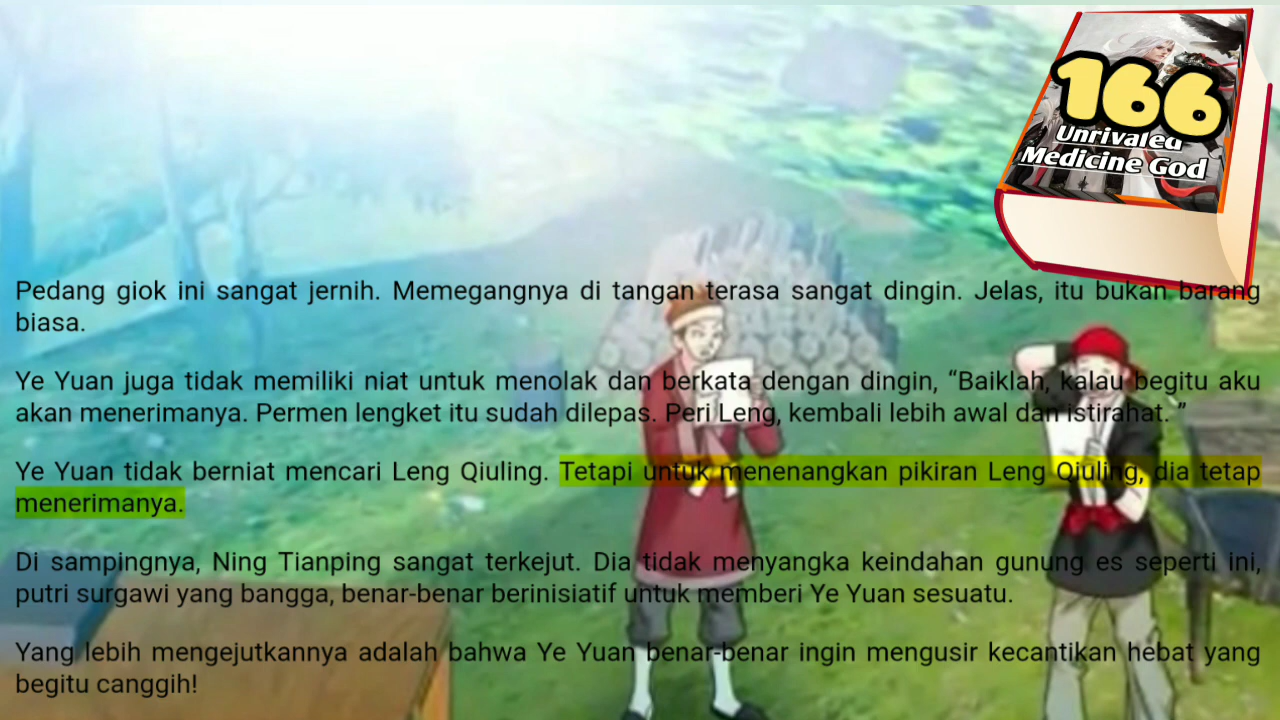 166
Unrivaled
Medicine God
Pedang giok ini sangat jernih. Memegangnya di tangan terasa sangat dingin. Jelas, itu bukan barang
biasa.
Ye Yuan juga tidak memiliki niat untuk menolak dan berkata dengan dingin, “Baiklah, kalau begitu aku
akan menerimanya. Permen lengket itu sudah dilepas. Peri Leng, kembali lebih awal dan istirahat. ”
Ye Yuan tidak berniat mencari Leng Qiuling. Tetapi untuk menenangkan pikiran Leng Qiuling, dia tetap
menerimanya.
Di sampingnya, Ning Tianping sangat terkejut. Dia tidak menyangka keindahan gunung es seperti ini,
putri surgawi yang bangga, benar-benar berinisiatif untuk memberi Ye Yuan sesuatu.
Yang lebih mengejutkannya adalah bahwa Ye Yuan benar-benar ingin mengusir kecantikan hebat yang
begitu canggih!